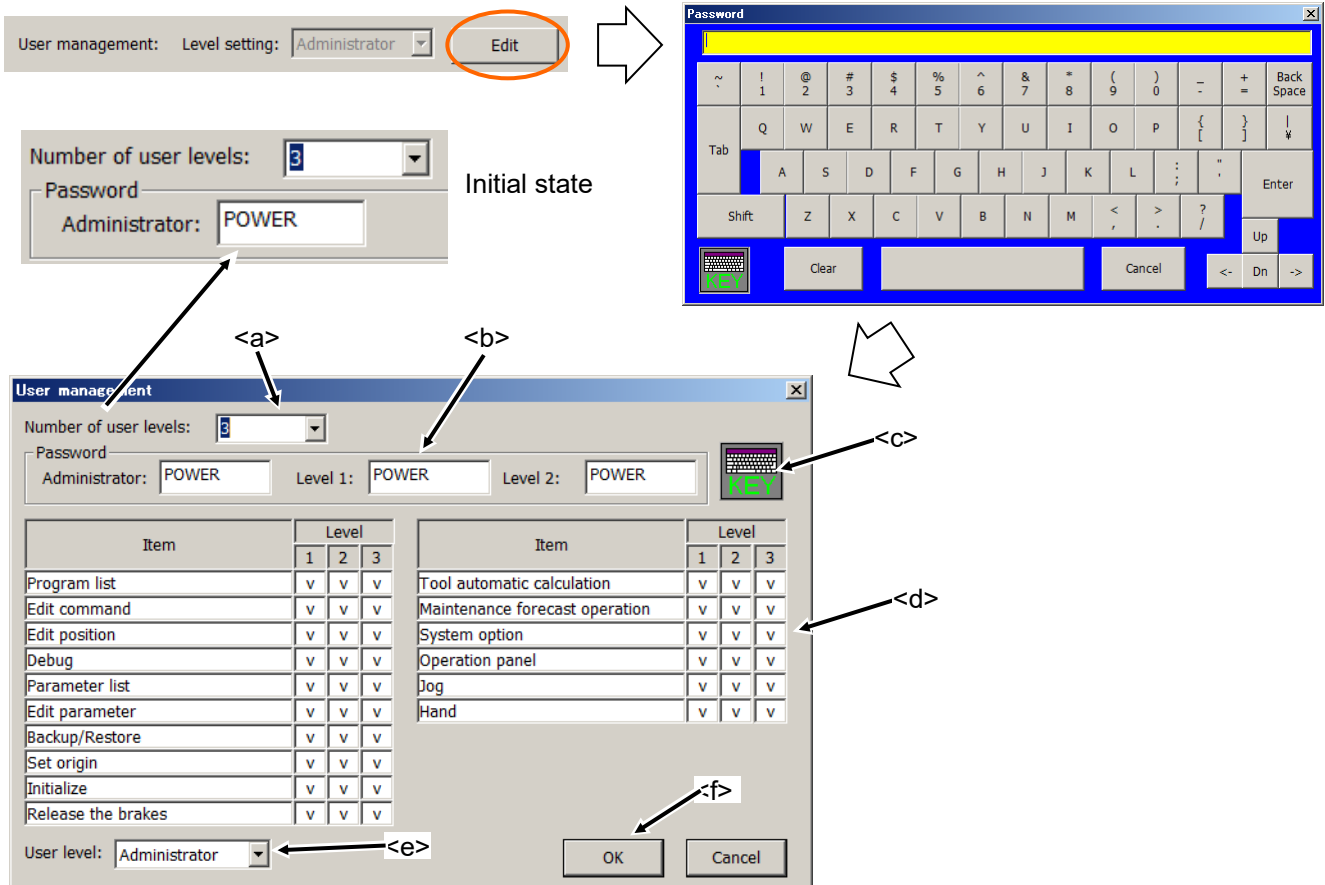 User management: Level setting: Administrator Edit
Password
~ ! @ # $ % ^ & * ( ) _ + Back
` 1 2 3 4 5 6 7 8 9 0 - = Space
Tab Q W E R T Y U I O P { [ } ] | ¥
A S D F G H J K L : ; " ' Enter
Shift Z X C V B N M < , > . ? /
Up
KEY Clear Cancel <- Dn ->
Number of user levels: 3
Password
Administrator: POWER
Initial state
<a> <b>
User management
Number of user levels: 3
Password
Administrator: POWER Level 1: POWER Level 2: POWER
KEY
<c>
Item Level
1 2 3
Program list v v v
Edit command v v v
Edit position v v v
Debug v v v
Parameter list v v v
Edit parameter v v v
Backup/Restore v v v
Set origin v v v
Initialize v v v
Release the brakes v v v
Item Level
1 2 3
Tool automatic calculation v v v
Maintenance forecast operation v v v
System option v v v
Operation panel v v v
Jog v v v
Hand v v v
<d>
<f>
User level: Administrator
<e>
OK Cancel